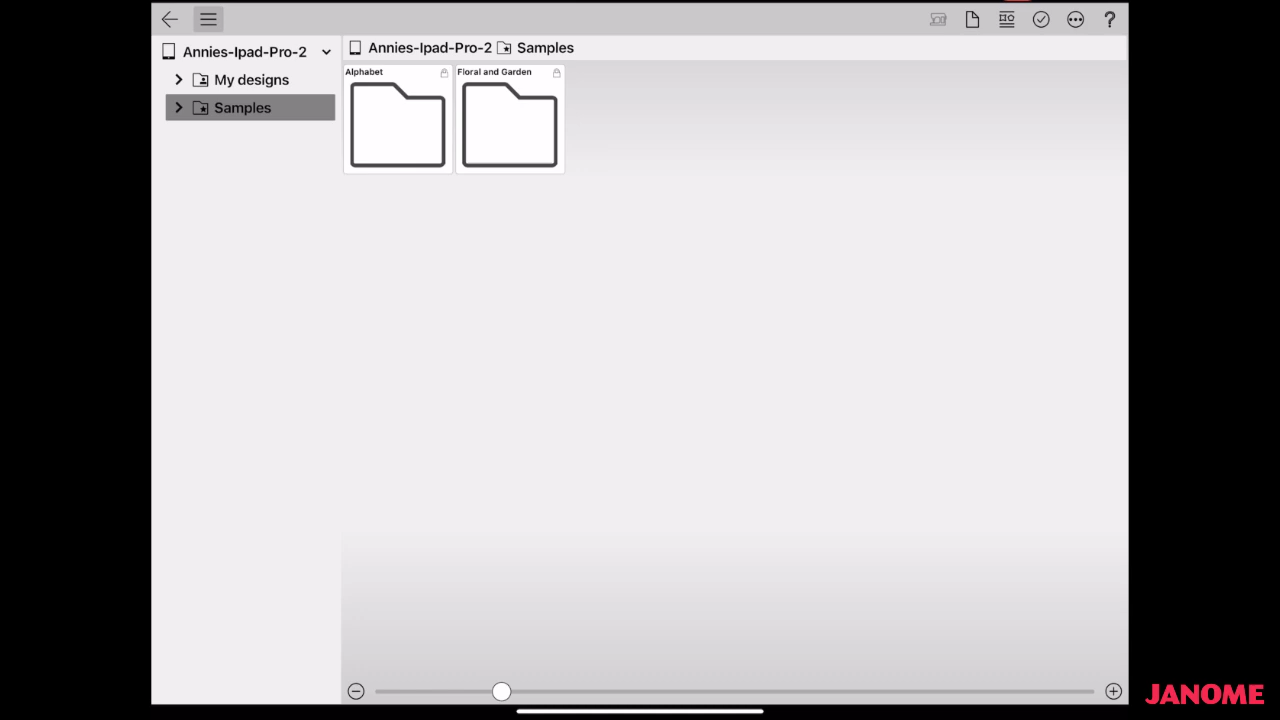 Annies-Ipad-Pro-2
My designs
Samples
Annies-Ipad-Pro-2 Samples
Alphabet
Floral and Garden
JANOME